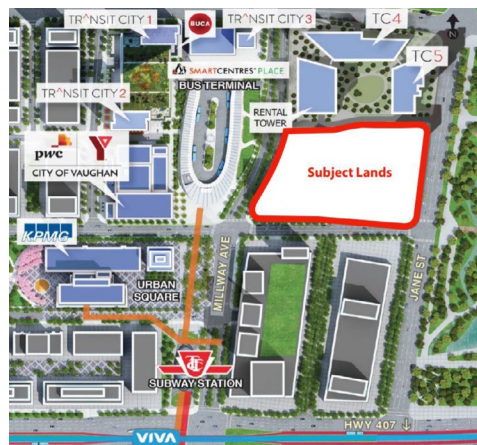 TRANSIT CITY 1
BUCA
TRANSIT CITY 3
TC4
N
TC5
SMARTCENTRES® PLACE
BUS TERMINAL
TRANSIT CITY 2
RENTAL
TOWER
pwc
Y
CITY OF VAUGHAN
Subject Lands
KPMG
URBAN
SQUARE
MILLWAY AVE
JANE ST
TTC
SUBWAY STATION
HWY 407 ↓
VIVA